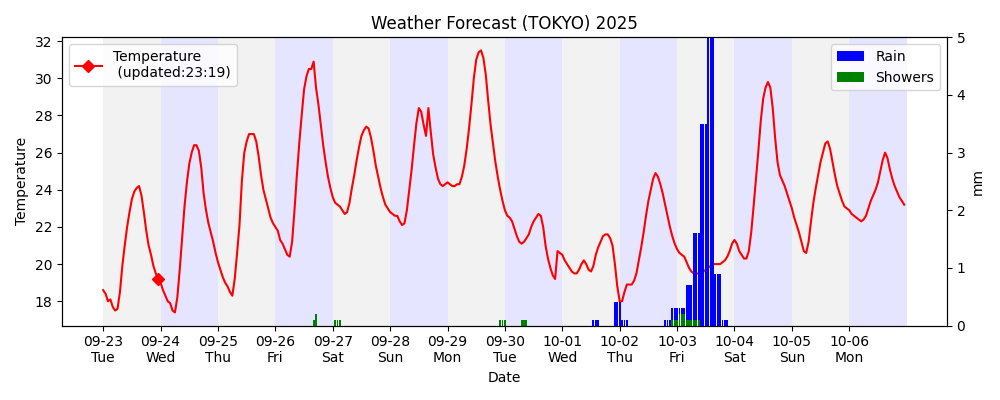 Weather Forecast (TOKYO) 2025
Temperature
(updated:23:19)
Rain
Showers
Temperature
32
30
28
26
24
22
20
18
5
4
3
2
1
0
mm
09-23 09-24 09-25 09-26 09-27 09-28 09-29 09-30 10-01 10-02 10-03 10-04 10-05 10-06
Tue Wed Thu Fri Sat Sun Mon Tue Wed Thu Fri Sat Sun Mon
Date